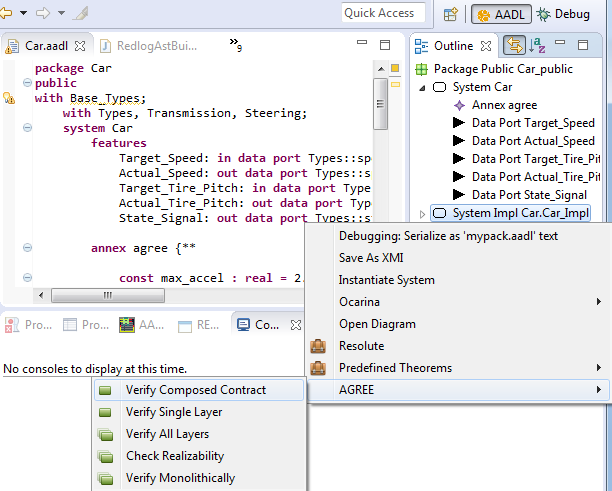 Quick Access
AADL
Debug
Car.aadl
RedlogAstBui...
»9
Outline
package Car
public
with Base_Types;
with Types, Transmission, Steering;
system Car
features
Target_Speed: in data port Types::spe
Actual_Speed: out data port Types::s
Target_Tire_Pitch: in data port Type
Actual_Tire_Pitch: out data port Typ
State_Signal: out data port Types::s
annex agree {**
const max_accel : real = 2.
Package Public Car_public
System Car
Annex agree
Data Port Target_Speed
Data Port Actual_Speed
Data Port Target_Tire_Pit
Data Port Actual_Tire_Pit
Data Port State_Signal
System Impl Car.Car_Impl
Pro...
Pro...
AA...
RE...
Co...
No consoles to display at this time.
Debugging: Serialize as 'mypack.aadl' text
Save As XMI
Instantiate System
Ocarina
Open Diagram
Resolute
Predefined Theorems
AGREE
Verify Composed Contract
Verify Single Layer
Verify All Layers
Check Realizability
Verify Monolithically